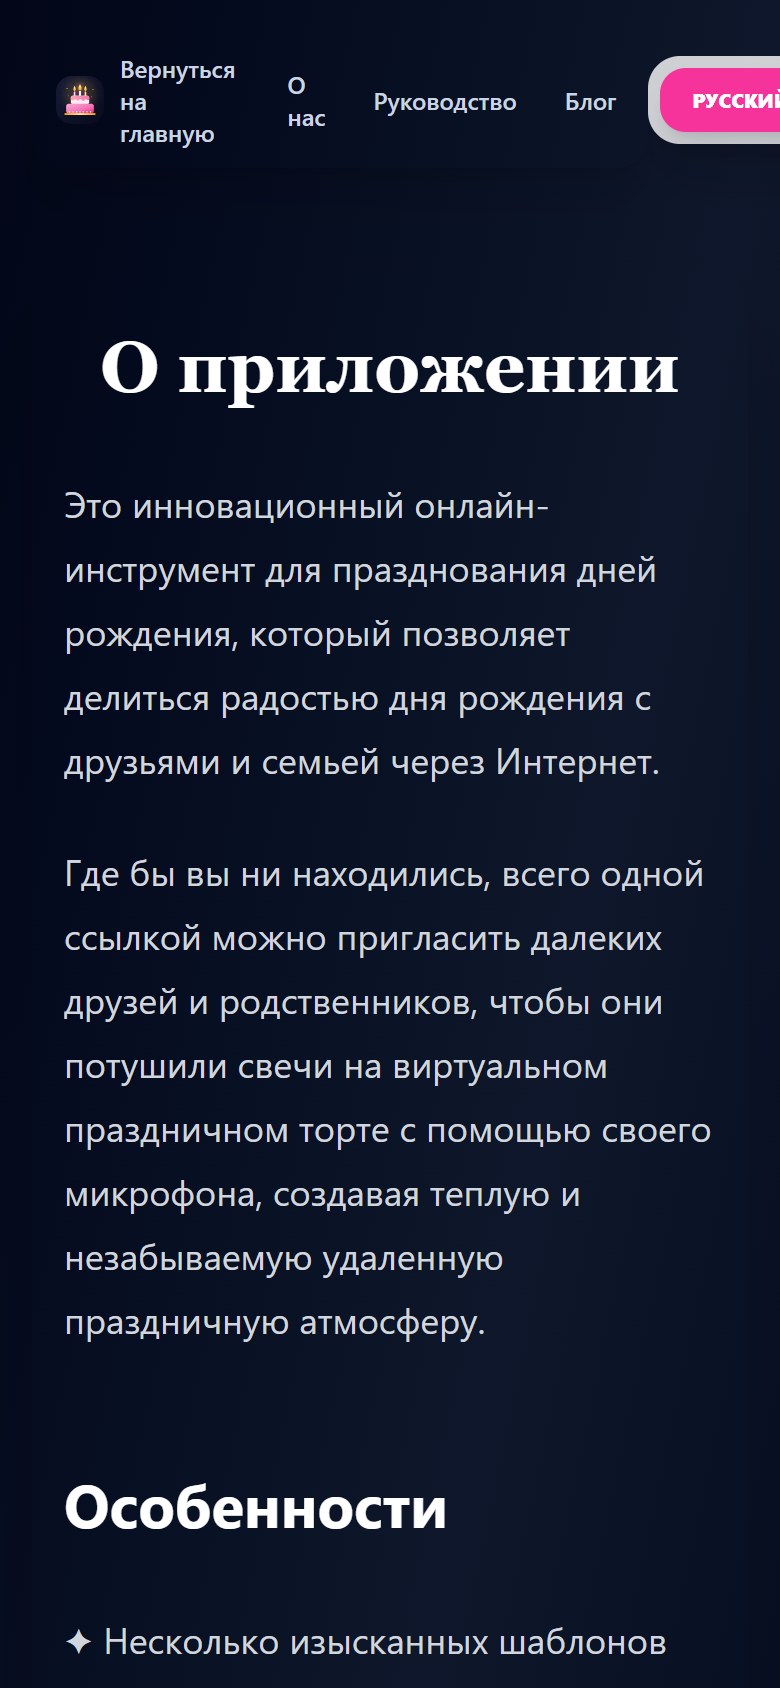 Вернуться
на
главную
О
нас
Руководство
Блог
РУССКИЙ
О приложении
Это инновационный онлайн-
инструмент для празднования дней
рождения, который позволяет
делиться радостью дня рождения с
друзьями и семьей через Интернет.
Где бы вы ни находились, всего одной
ссылкой можно пригласить далеких
друзей и родственников, чтобы они
потушили свечи на виртуальном
праздничном торте с помощью своего
микрофона, создавая теплую и
незабываемую удаленную
праздничную атмосферу.
Особенности
✦ Несколько изысканных шаблонов